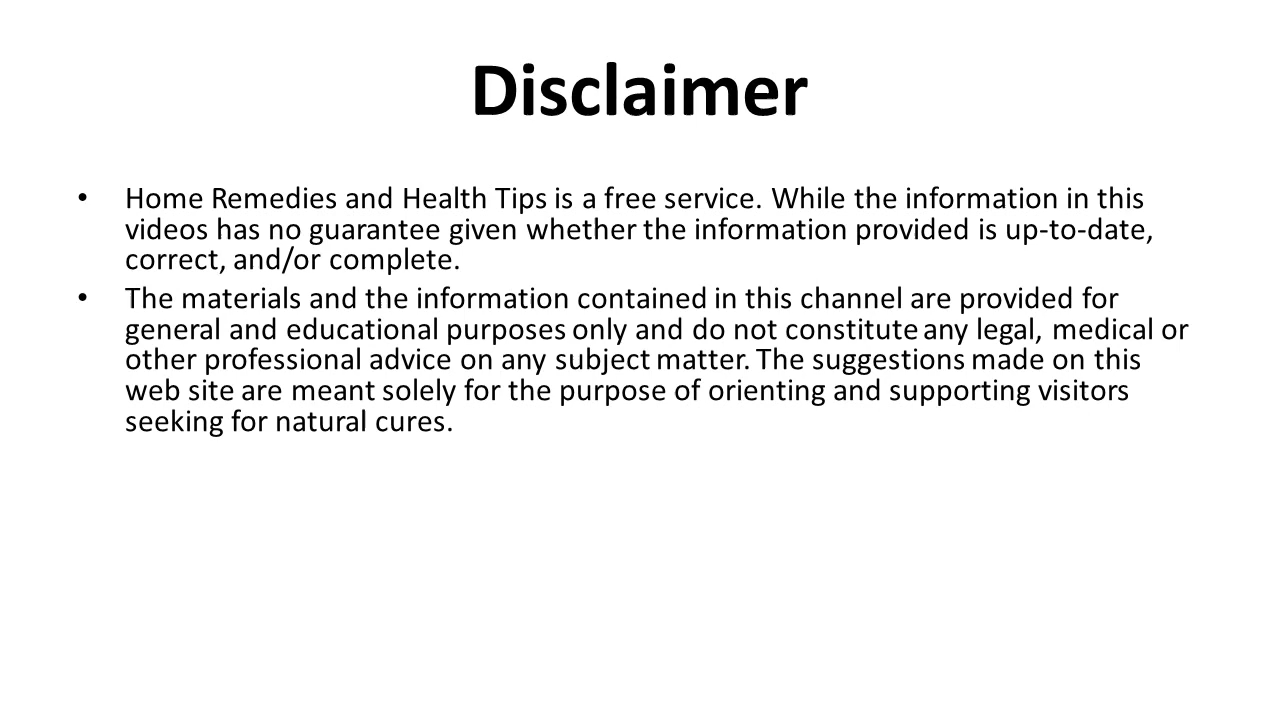 Disclaimer
• Home Remedies and Health Tips is a free service. While the information in this
videos has no guarantee given whether the information provided is up-to-date,
correct, and/or complete.
• The materials and the information contained in this channel are provided for
general and educational purposes only and do not constitute any legal, medical or
other professional advice on any subject matter. The suggestions made on this
web site are meant solely for the purpose of orienting and supporting visitors
seeking for natural cures.